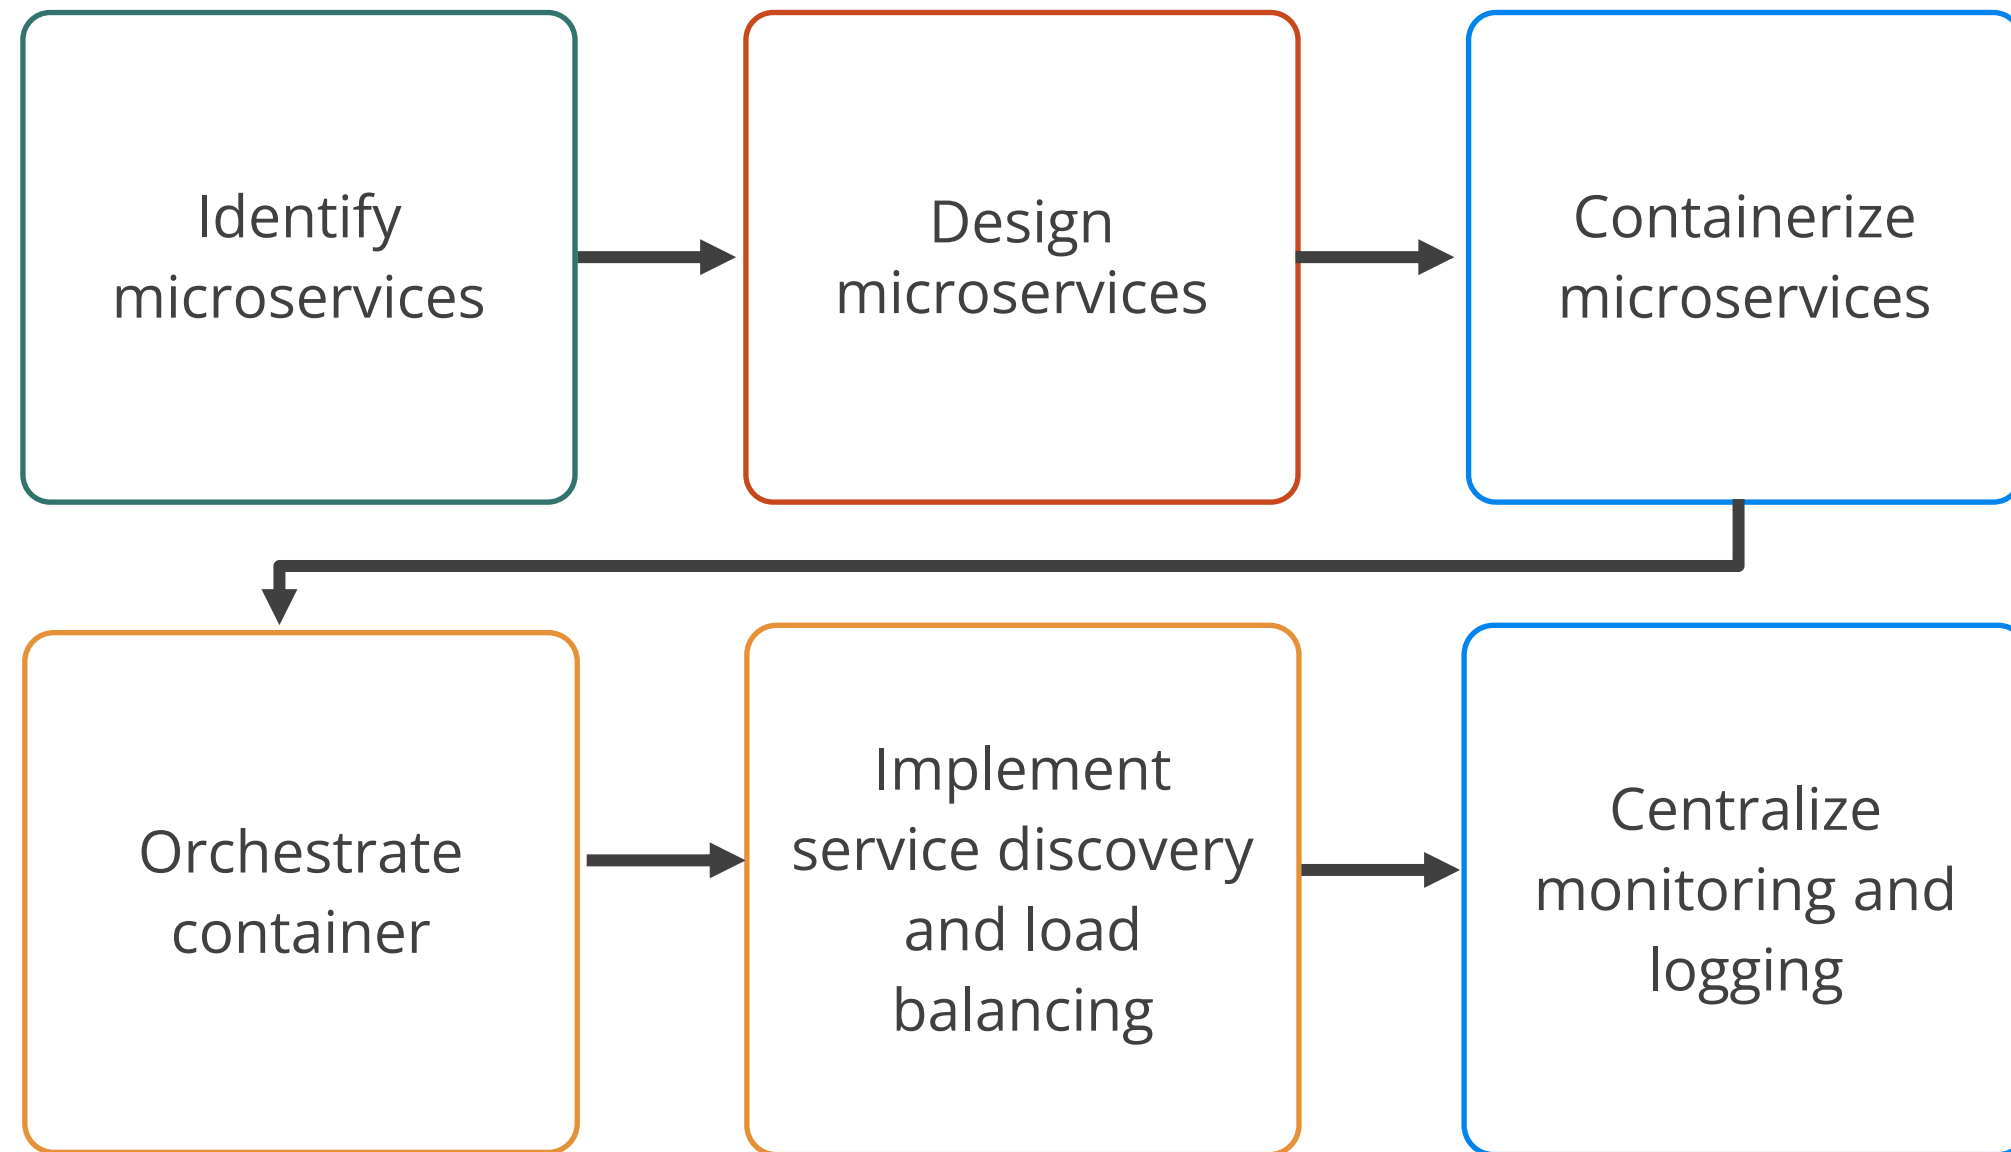 Identify
microservices
Design
microservices
Containerize
microservices
Orchestrate
container
Implement
service discovery
and load
balancing
Centralize
monitoring and
logging